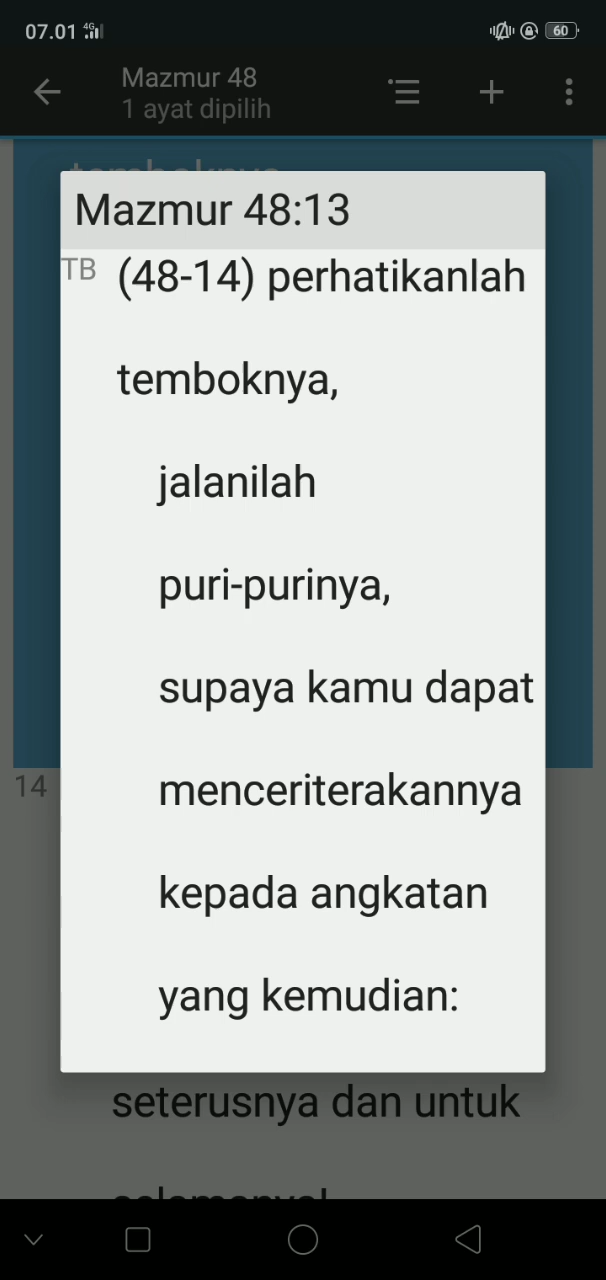 07.01 4G 60
Mazmur 48
1 ayat dipilih
Mazmur 48:13
TB (48-14) perhatikanlah
temboknya,
jalanilah
puri-purinya,
supaya kamu dapat
menceriterakannya
14
kepada angkatan
yang kemudian:
seterusnya dan untuk